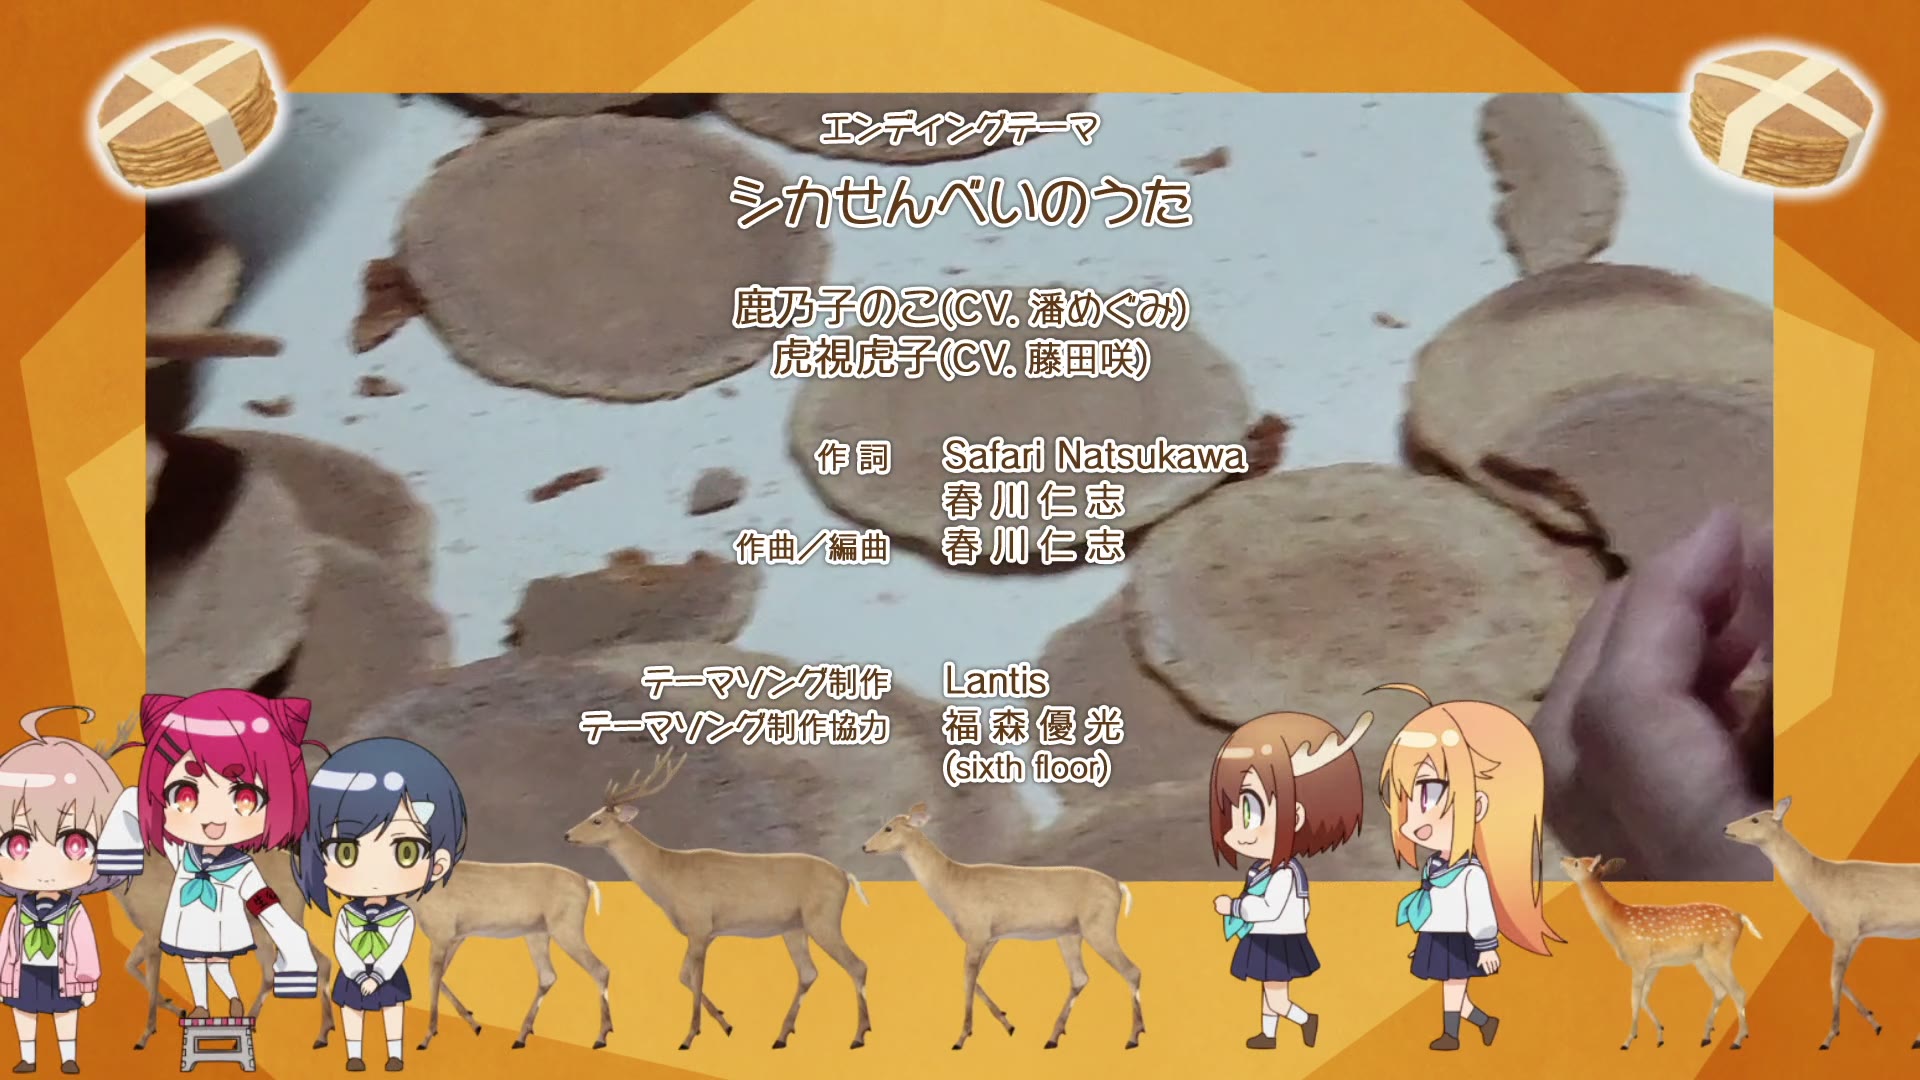 エンディングテーマ
シカせんべいのうた
鹿乃子のこ(CV. 潘めぐみ)
虎視虎子(CV. 藤田咲)
作詞 Safari Natsukawa
春川仁志
作曲／編曲 春川仁志
テーマソング制作 Lantis
テーマソング制作協力 福森優光
(sixth floor)